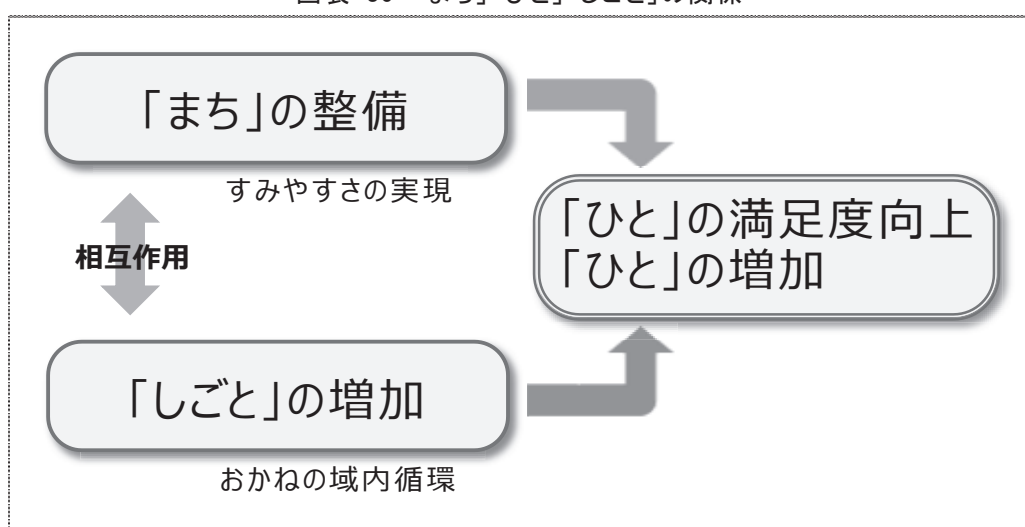 「まち」の整備
すみやすさの実現
相互作用
「ひと」の満足度向上
「ひと」の増加
「しごと」の増加
おかねの域内循環